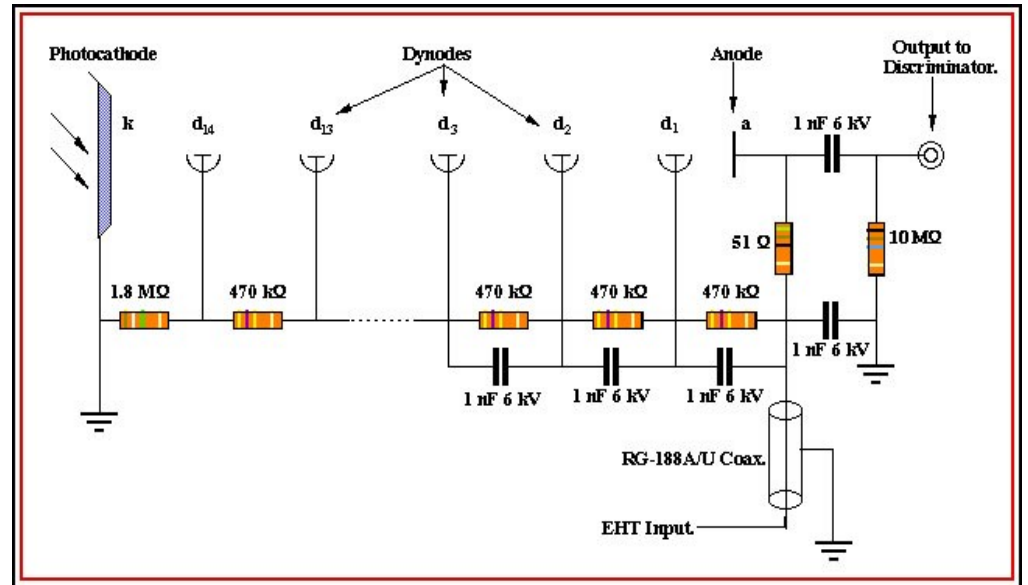 Photocathode
Dynodes
Anode
Output to
Discriminator.
k
d14
d13
d3
d2
d1
a
1 nF 6 kV
51 Ω
10 MΩ
1.8 MΩ
470 kΩ
470 kΩ
470 kΩ
470 kΩ
1 nF 6 kV
1 nF 6 kV
1 nF 6 kV
1 nF 6 kV
RG-188A/U Coax.
EHT Input.